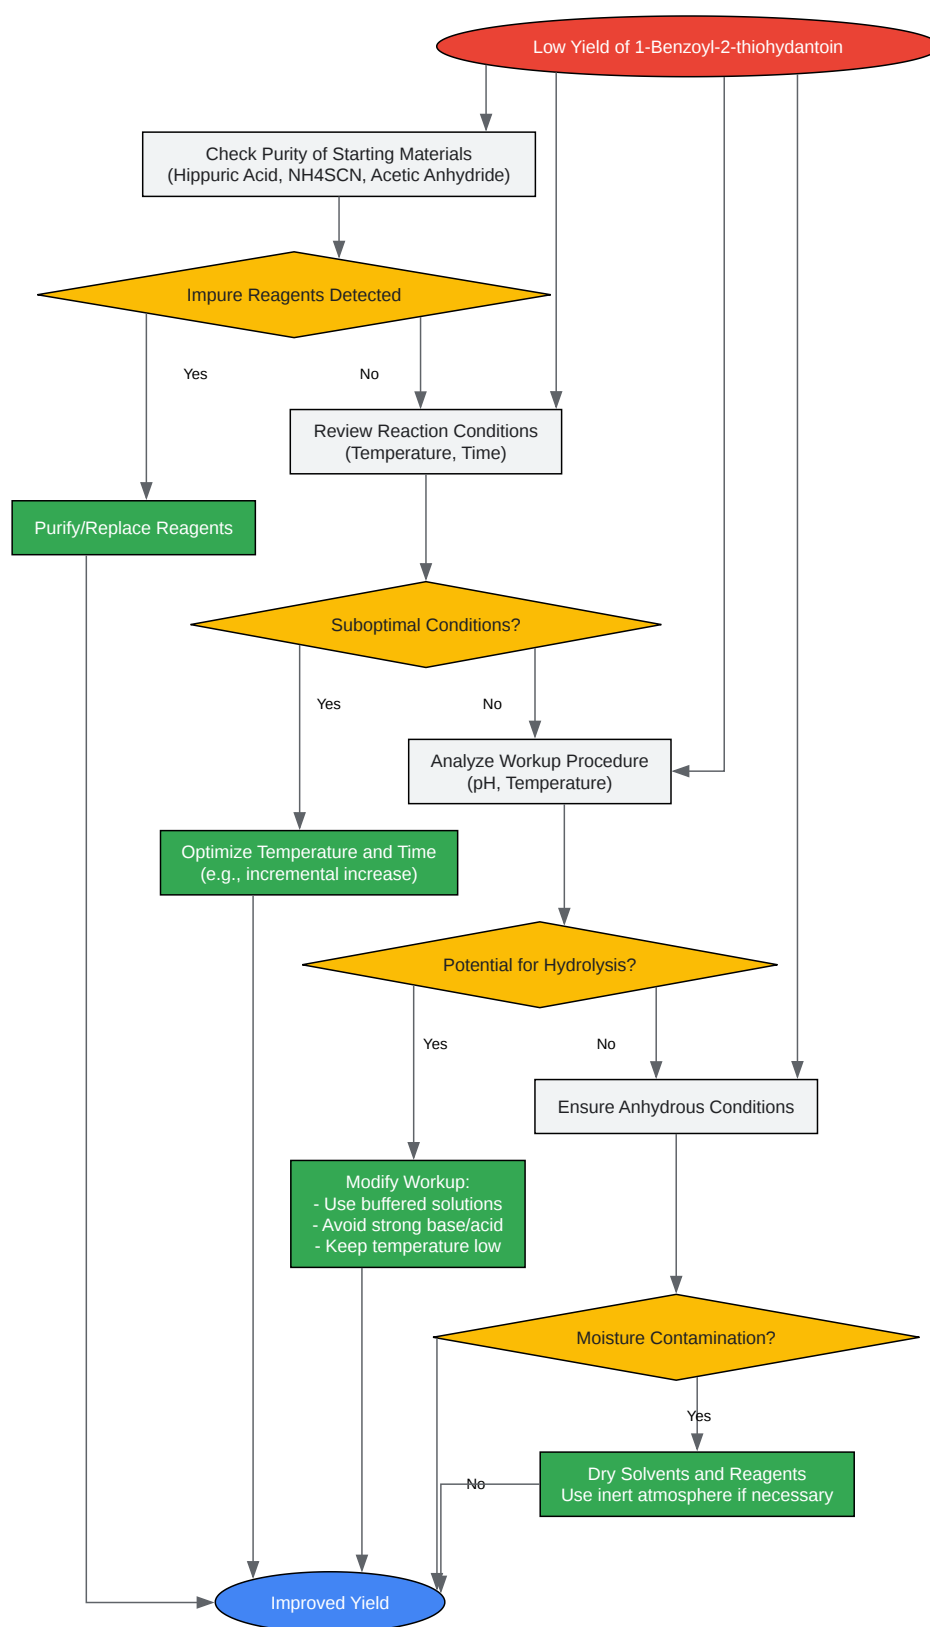 Low Yield of 1-Benzoyl-2-thiohydantoin
Check Purity of Starting Materials
(Hippuric Acid, NH4SCN, Acetic Anhydride)
Impure Reagents Detected
Yes
No
Review Reaction Conditions
(Temperature, Time)
Purify/Replace Reagents
Suboptimal Conditions?
Yes
No
Analyze Workup Procedure
(pH, Temperature)
Optimize Temperature and Time
(e.g., incremental increase)
Potential for Hydrolysis?
Yes
No
Ensure Anhydrous Conditions
Modify Workup:
- Use buffered solutions
- Avoid strong base/acid
- Keep temperature low
Moisture Contamination?
Yes
Dry Solvents and Reagents
Use inert atmosphere if necessary
No
Improved Yield